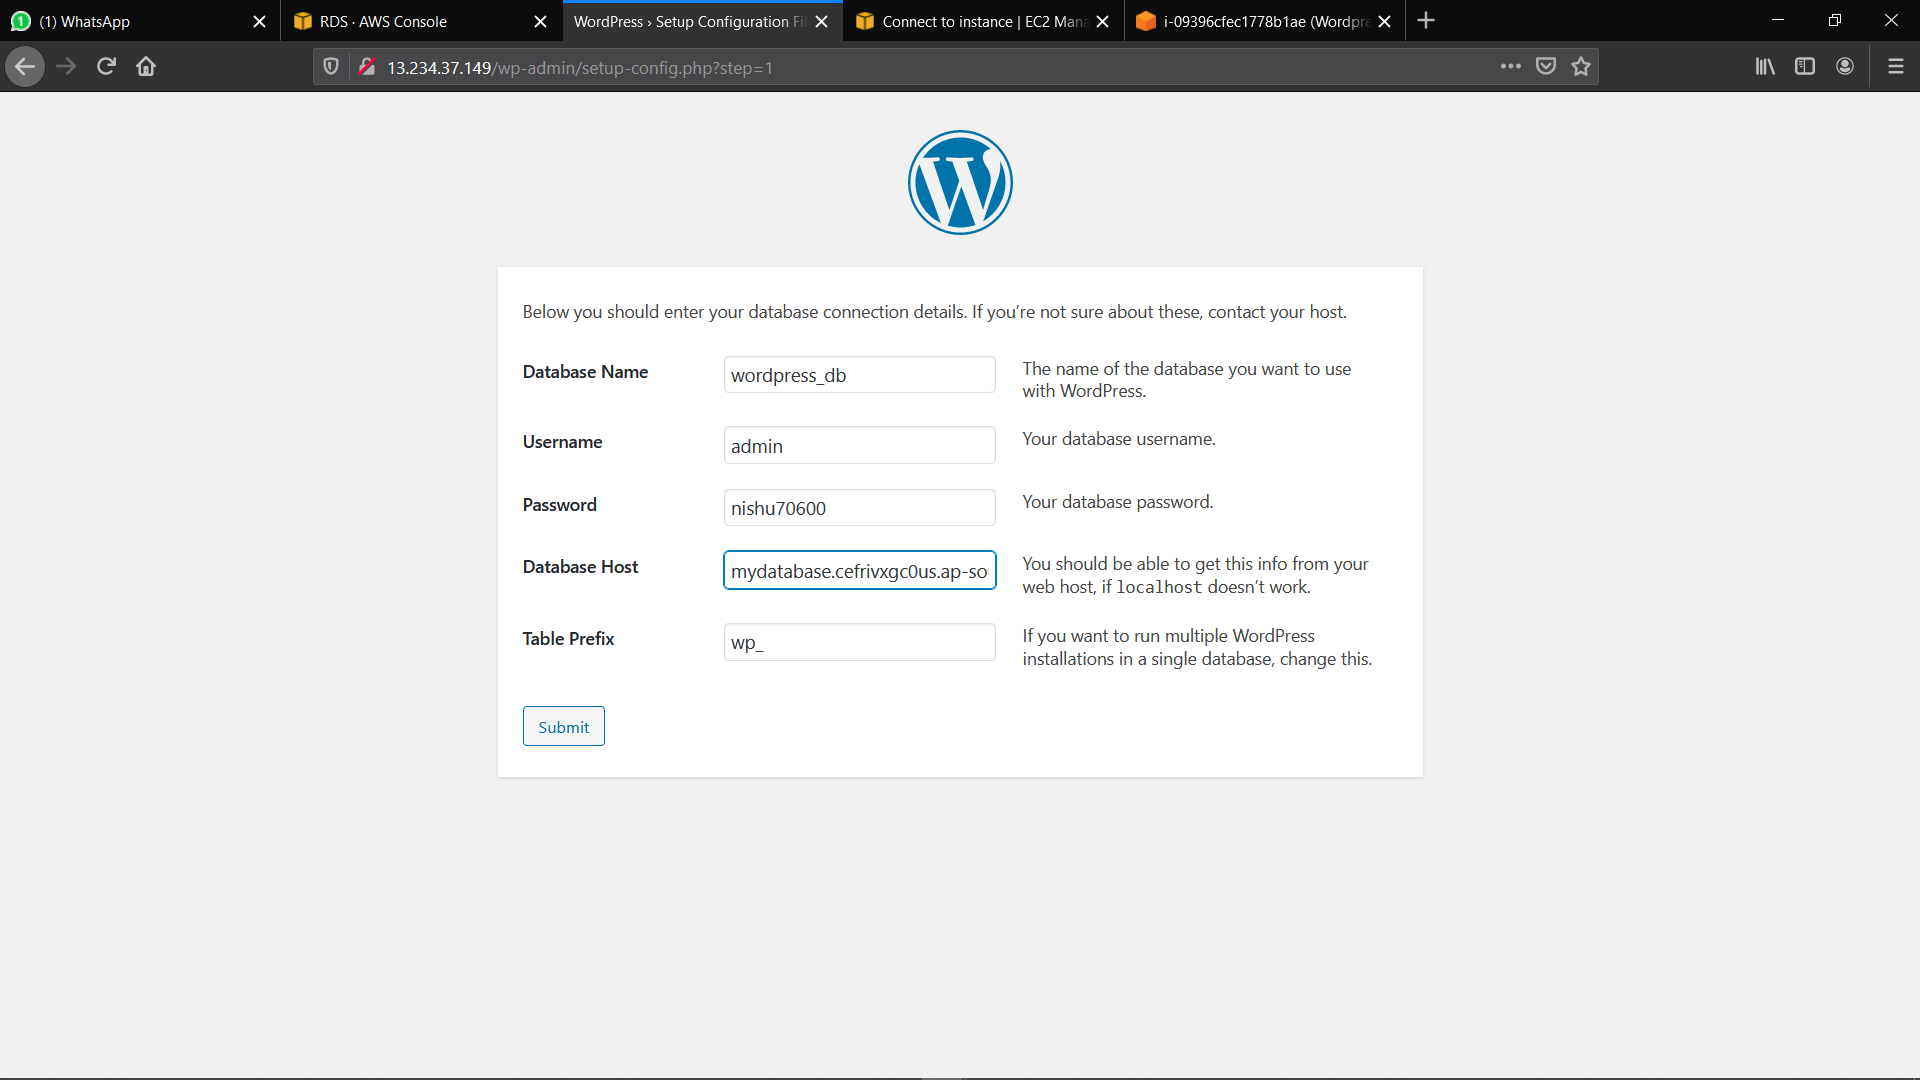 (1) WhatsApp
RDS · AWS Console
WordPress › Setup Configuration Fi
Connect to instance | EC2 Mana
i-09396cfec1778b1ae (Wordpre
13.234.37.149/wp-admin/setup-config.php?step=1
Below you should enter your database connection details. If you’re not sure about these, contact your host.
Database Name
wordpress_db
The name of the database you want to use
with WordPress.
Username
admin
Your database username.
Password
nishu70600
Your database password.
Database Host
mydatabase.cefrivxgc0us.ap-so
You should be able to get this info from your
web host, if localhost doesn’t work.
Table Prefix
wp_
If you want to run multiple WordPress
installations in a single database, change this.
Submit